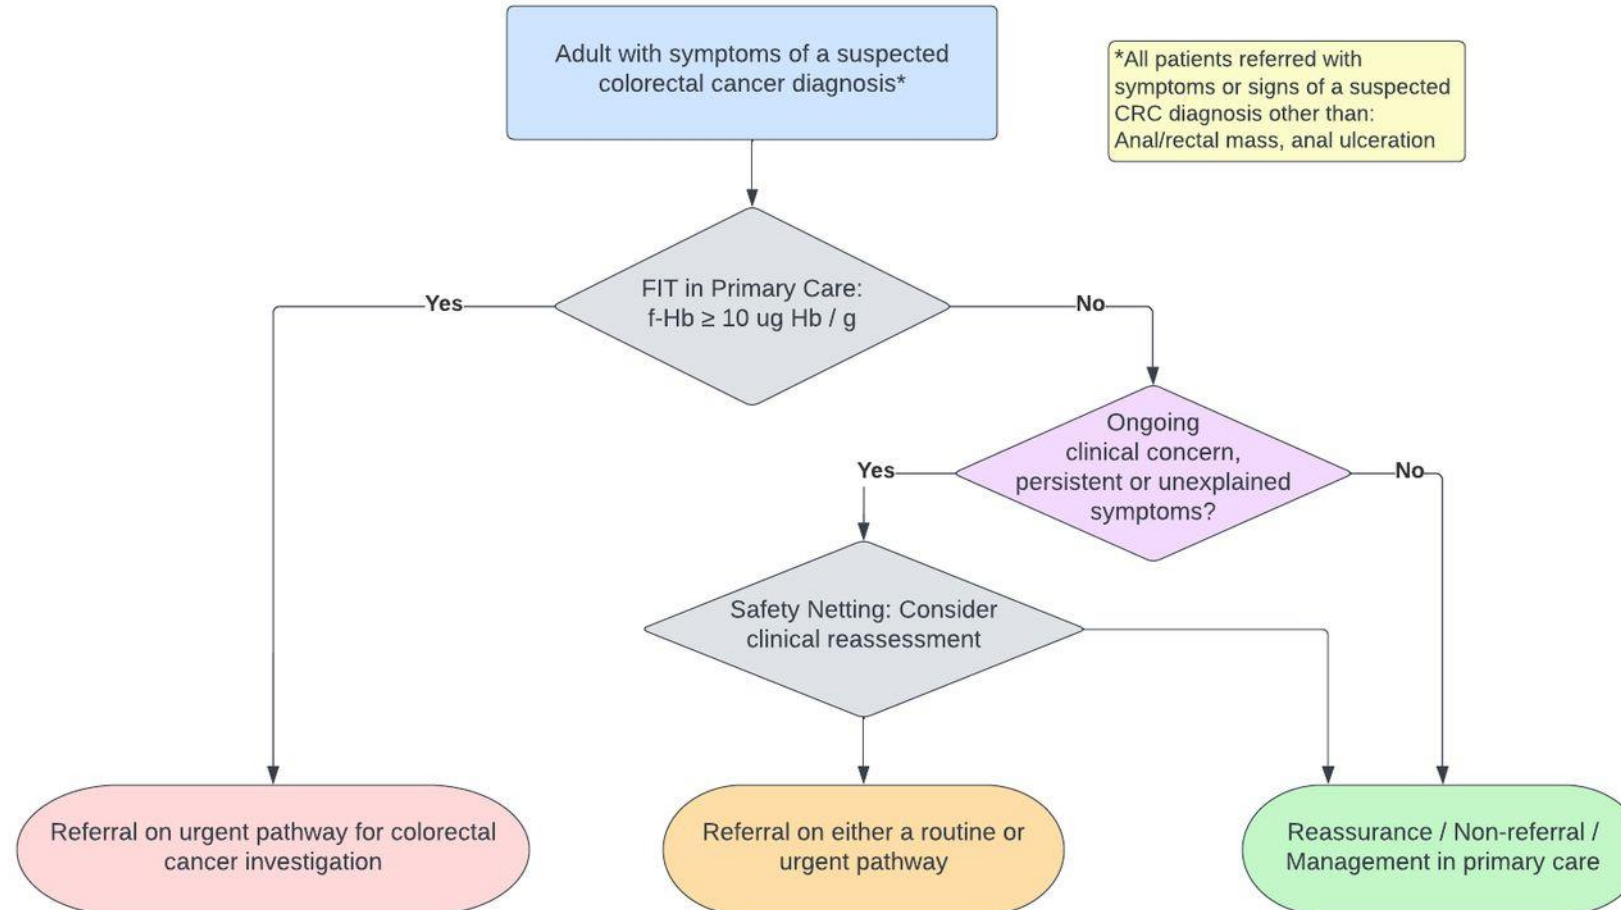 Adult with symptoms of a suspected
colorectal cancer diagnosis*
*All patients referred with
symptoms or signs of a suspected
CRC diagnosis other than:
Anal/rectal mass, anal ulceration
FIT in Primary Care:
f-Hb ≥ 10 ug Hb / g
Yes
No
Ongoing
clinical concern,
persistent or unexplained
symptoms?
Yes
No
Safety Netting: Consider
clinical reassessment
Referral on urgent pathway for colorectal
cancer investigation
Referral on either a routine or
urgent pathway
Reassurance / Non-referral /
Management in primary care